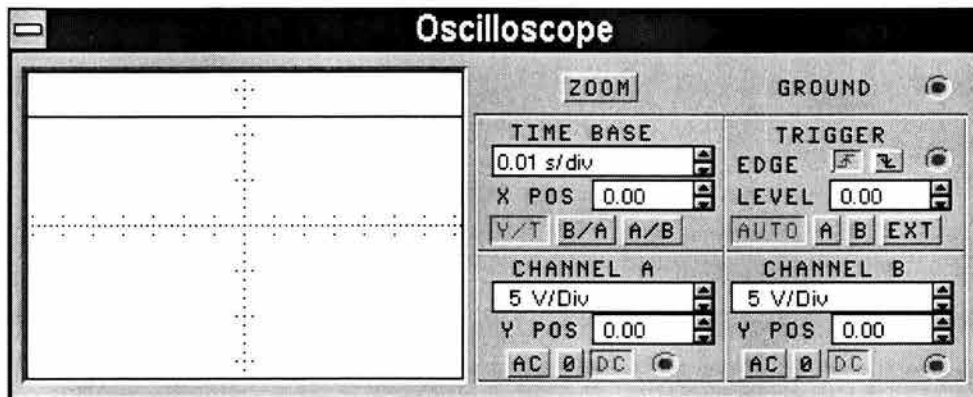 Oscilloscope
ZOOM GROUND
TIME BASE
0.01 s/div
X POS 0.00
Y/T B/A A/B
TRIGGER
EDGE
LEVEL 0.00
AUTO A B EXT
CHANNEL A
5 V/Div
Y POS 0.00
AC 0 DC
CHANNEL B
5 V/Div
Y POS 0.00
AC 0 DC